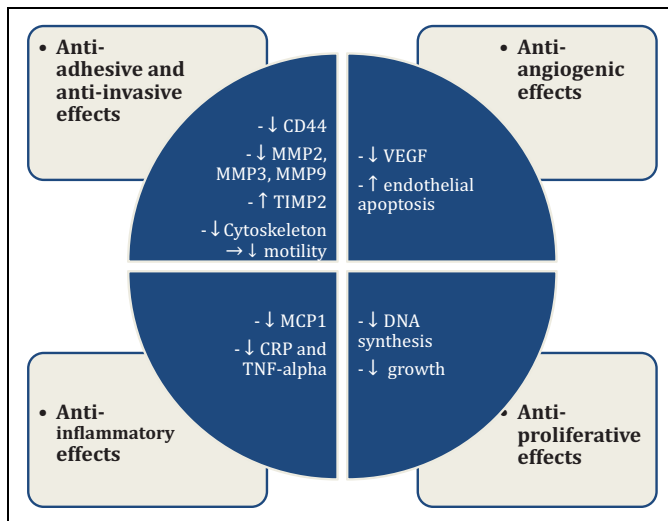 • Anti-
adhesive and
anti-invasive
effects
• Anti-
angiogenic
effects
- ↓ CD44
- ↓ MMP2,
MMP3, MMP9
- ↑ TIMP2
- ↓Cytoskeleton
→ ↓ motility
- ↓ VEGF
- ↑ endothelial
apoptosis
- ↓ MCP1
- ↓ CRP and
TNF-alpha
- ↓ DNA
synthesis
- ↓ growth
• Anti-
inflammatory
effects
• Anti-
proliferative
effects